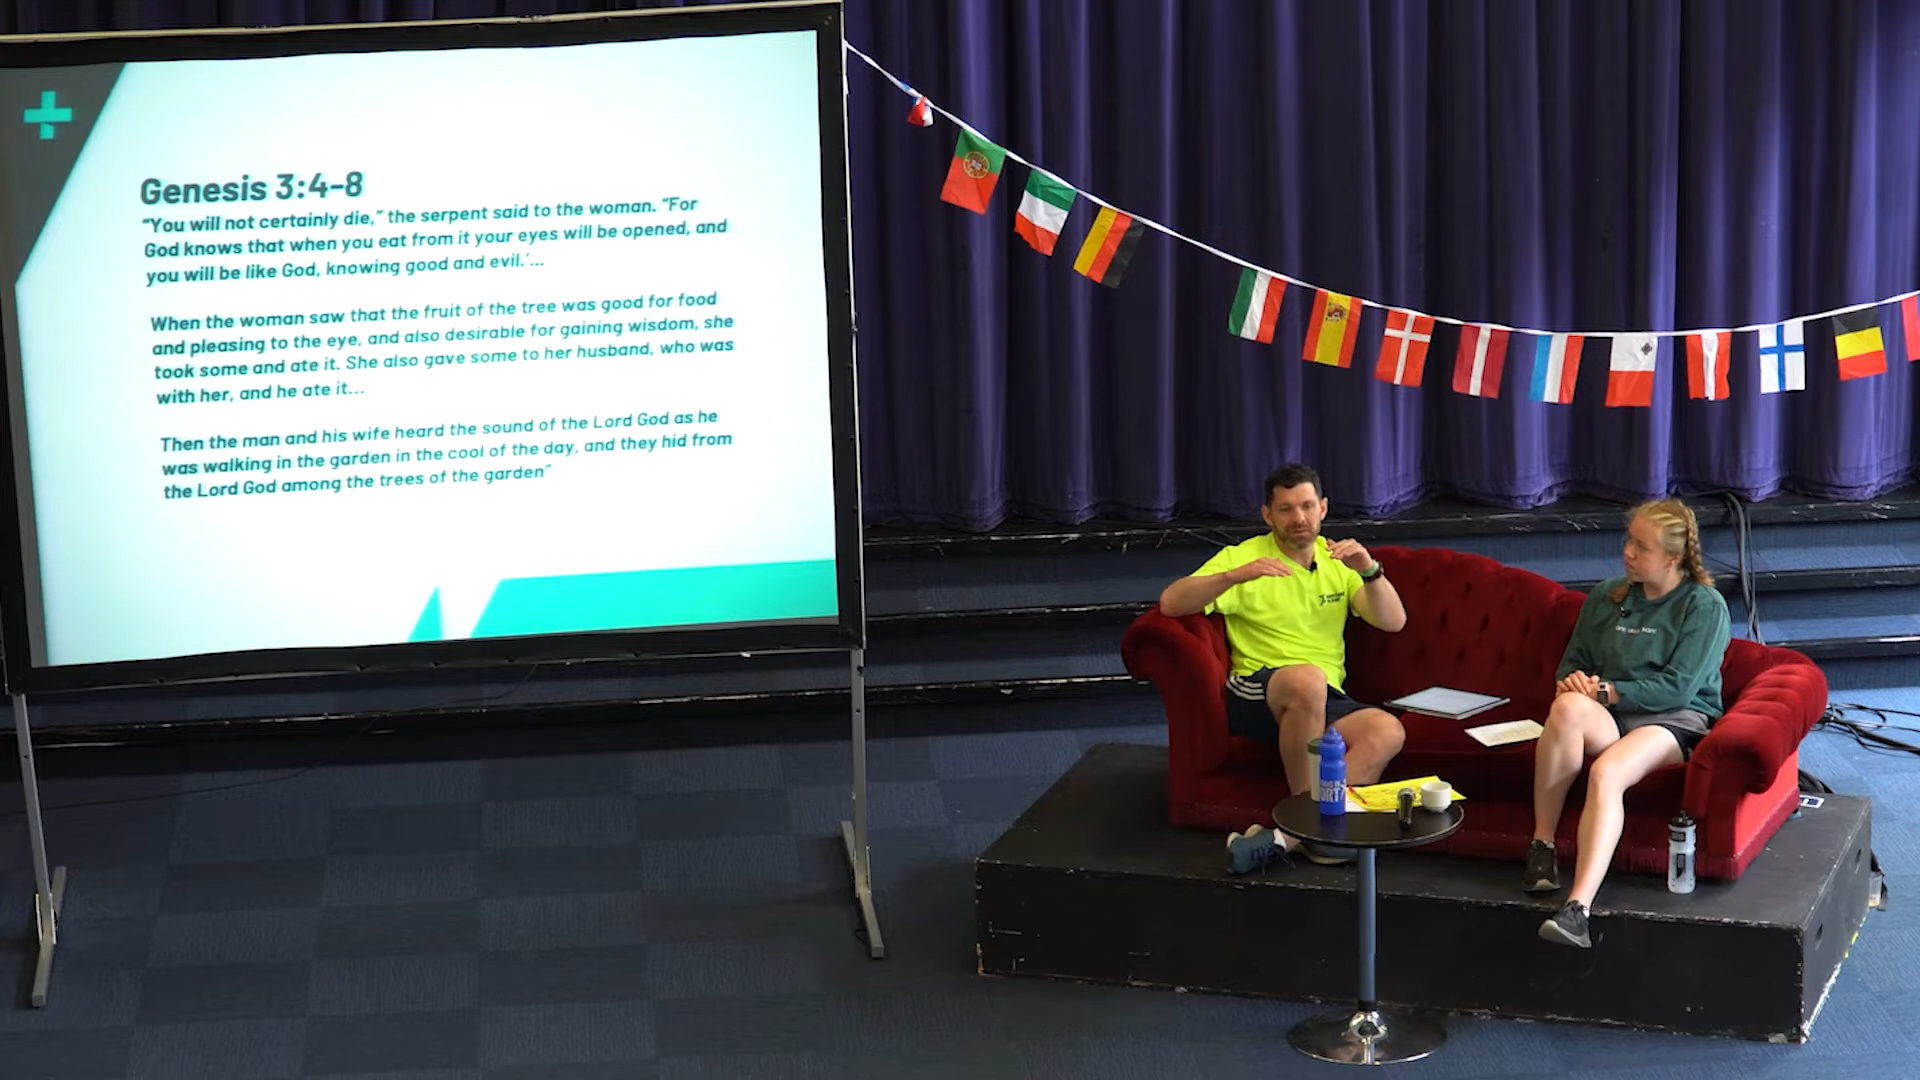 Genesis 3:4-8
“You will not certainly die,” the serpent said to the woman. “For
God knows that when you eat from it your eyes will be opened, and
you will be like God, knowing good and evil.’...
When the woman saw that the fruit of the tree was good for food
and pleasing to the eye, and also desirable for gaining wisdom, she
took some and ate it. She also gave some to her husband, who was
with her, and he ate it...
Then the man and his wife heard the sound of the Lord God as he
was walking in the garden in the cool of the day, and they hid from
the Lord God among the trees of the garden”